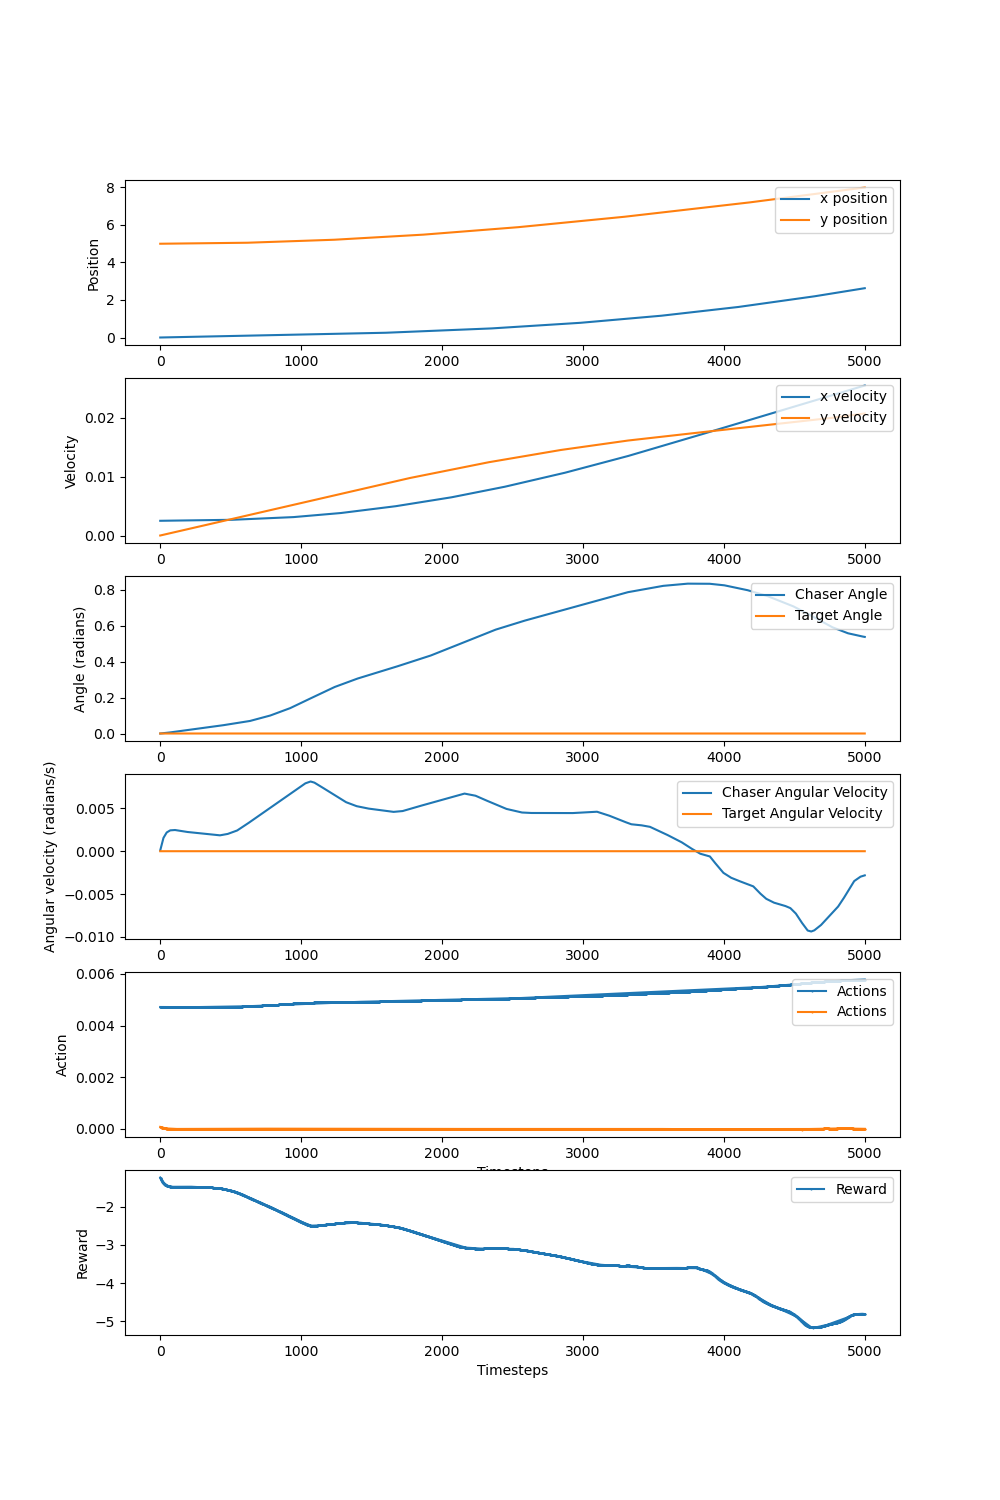 8
6
4
2
0
Position
x position
y position
0 1000 2000 3000 4000 5000
0.02
0.01
0.00
Velocity
x velocity
y velocity
0 1000 2000 3000 4000 5000
0.8
0.6
0.4
0.2
0.0
Angle (radians)
Chaser Angle
Target Angle
0 1000 2000 3000 4000 5000
0.005
0.000
−0.005
−0.010
Angular velocity (radians/s)
Chaser Angular Velocity
Target Angular Velocity
0 1000 2000 3000 4000 5000
0.006
0.004
0.002
0.000
Action
Actions
Actions
0 1000 2000 3000 4000 5000
Timesteps
−2
−3
−4
−5
Reward
Reward
0 1000 2000 3000 4000 5000
Timesteps